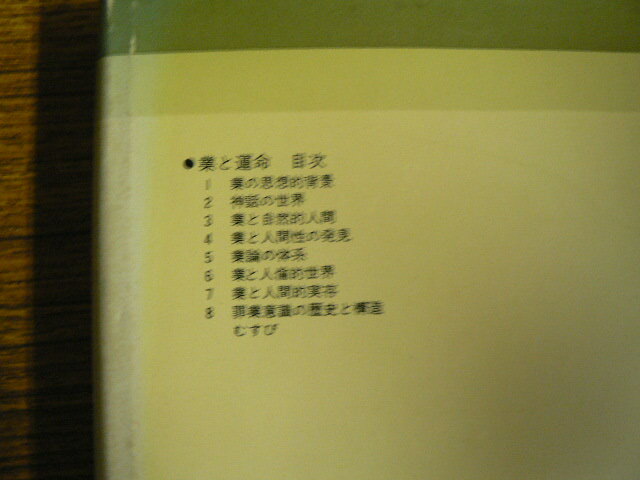 ●業と運命 目次
1 業の思想的背景
2 神話の世界
3 業と自然的人間
4 業と人間性の発見
5 業論の体系
6 業と人倫的世界
7 業と人間的実存
8 罪業意識の歴史と構造
むすび